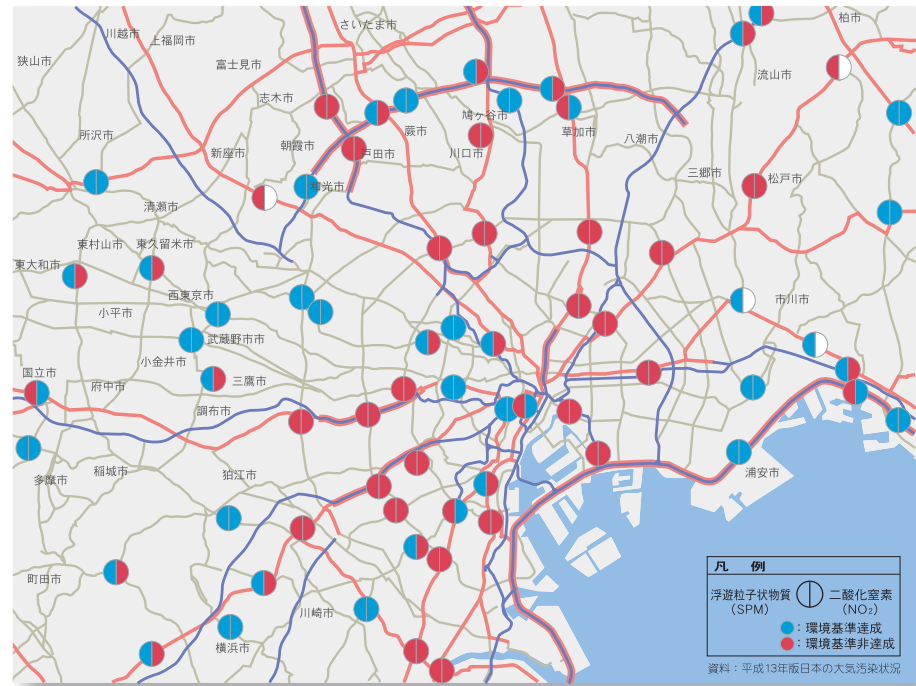 さいたま市
柏市
川越市
上福岡市
狭山市
富士見市
流山市
志木市
鳩ヶ谷市
所沢市
蕨市
草加市
八潮市
朝霞市
新座市
戸田市
川口市
三郷市
松戸市
和光市
清瀬市
東村山市
東久留米市
東大和市
西東京市
市川市
小平市
武蔵野市市
小金井市
国立市
三鷹市
府中市
調布市
稲城市
狛江市
多摩市
浦安市
町田市
川崎市
横浜市
凡 例
浮遊粒子状物質
(SPM)
二酸化窒素
(NO₂)
:環境基準達成
:環境基準非達成
資料:平成13年版日本の大気汚染状況